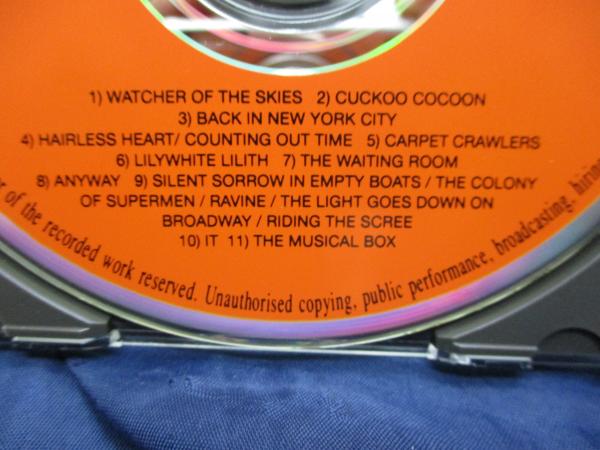 1) WATCHER OF THE SKIES 2) CUCKOO COCOON
3) BACK IN NEW YORK CITY
4) HAIRLESS HEART/ COUNTING OUT TIME 5) CARPET CRAWLERS
6) LILYWHITE LILITH 7) THE WAITING ROOM
8) ANYWAY 9) SILENT SORROW IN EMPTY BOATS / THE COLONY
OF SUPERMEN / RAVINE / THE LIGHT GOES DOWN ON
BROADWAY / RIDING THE SCREE
10) IT 11) THE MUSICAL BOX
of the recorded work reserved. Unauthorised copying, public performance, broadcasting, hiring